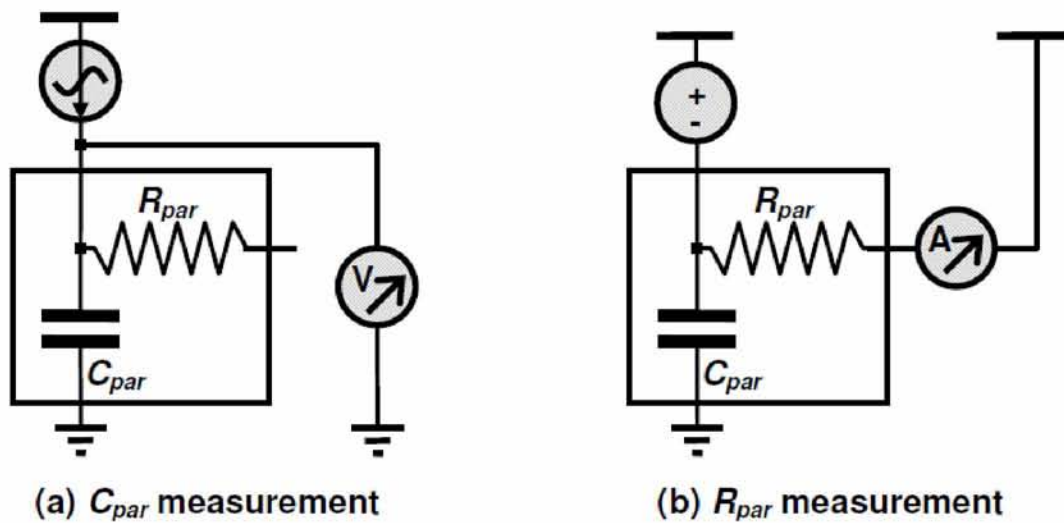 +
-
R_par
R_par
V
A
C_par
C_par
(a) C_par measurement
(b) R_par measurement